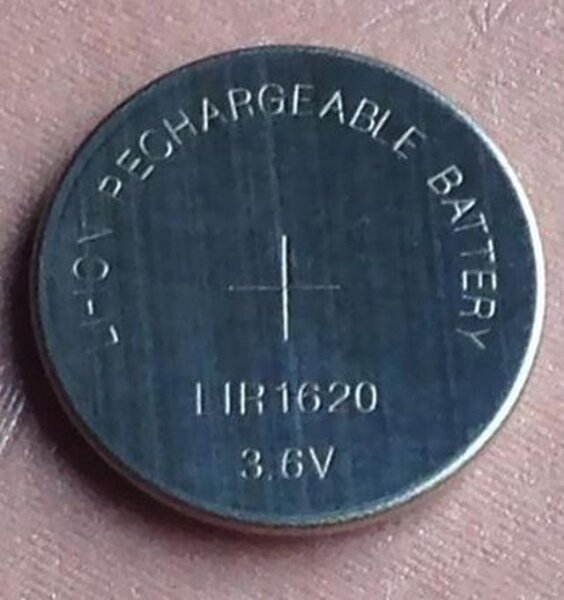 LI-ION RECHARGEABLE BATTERY
+
LIR1620
3.6V